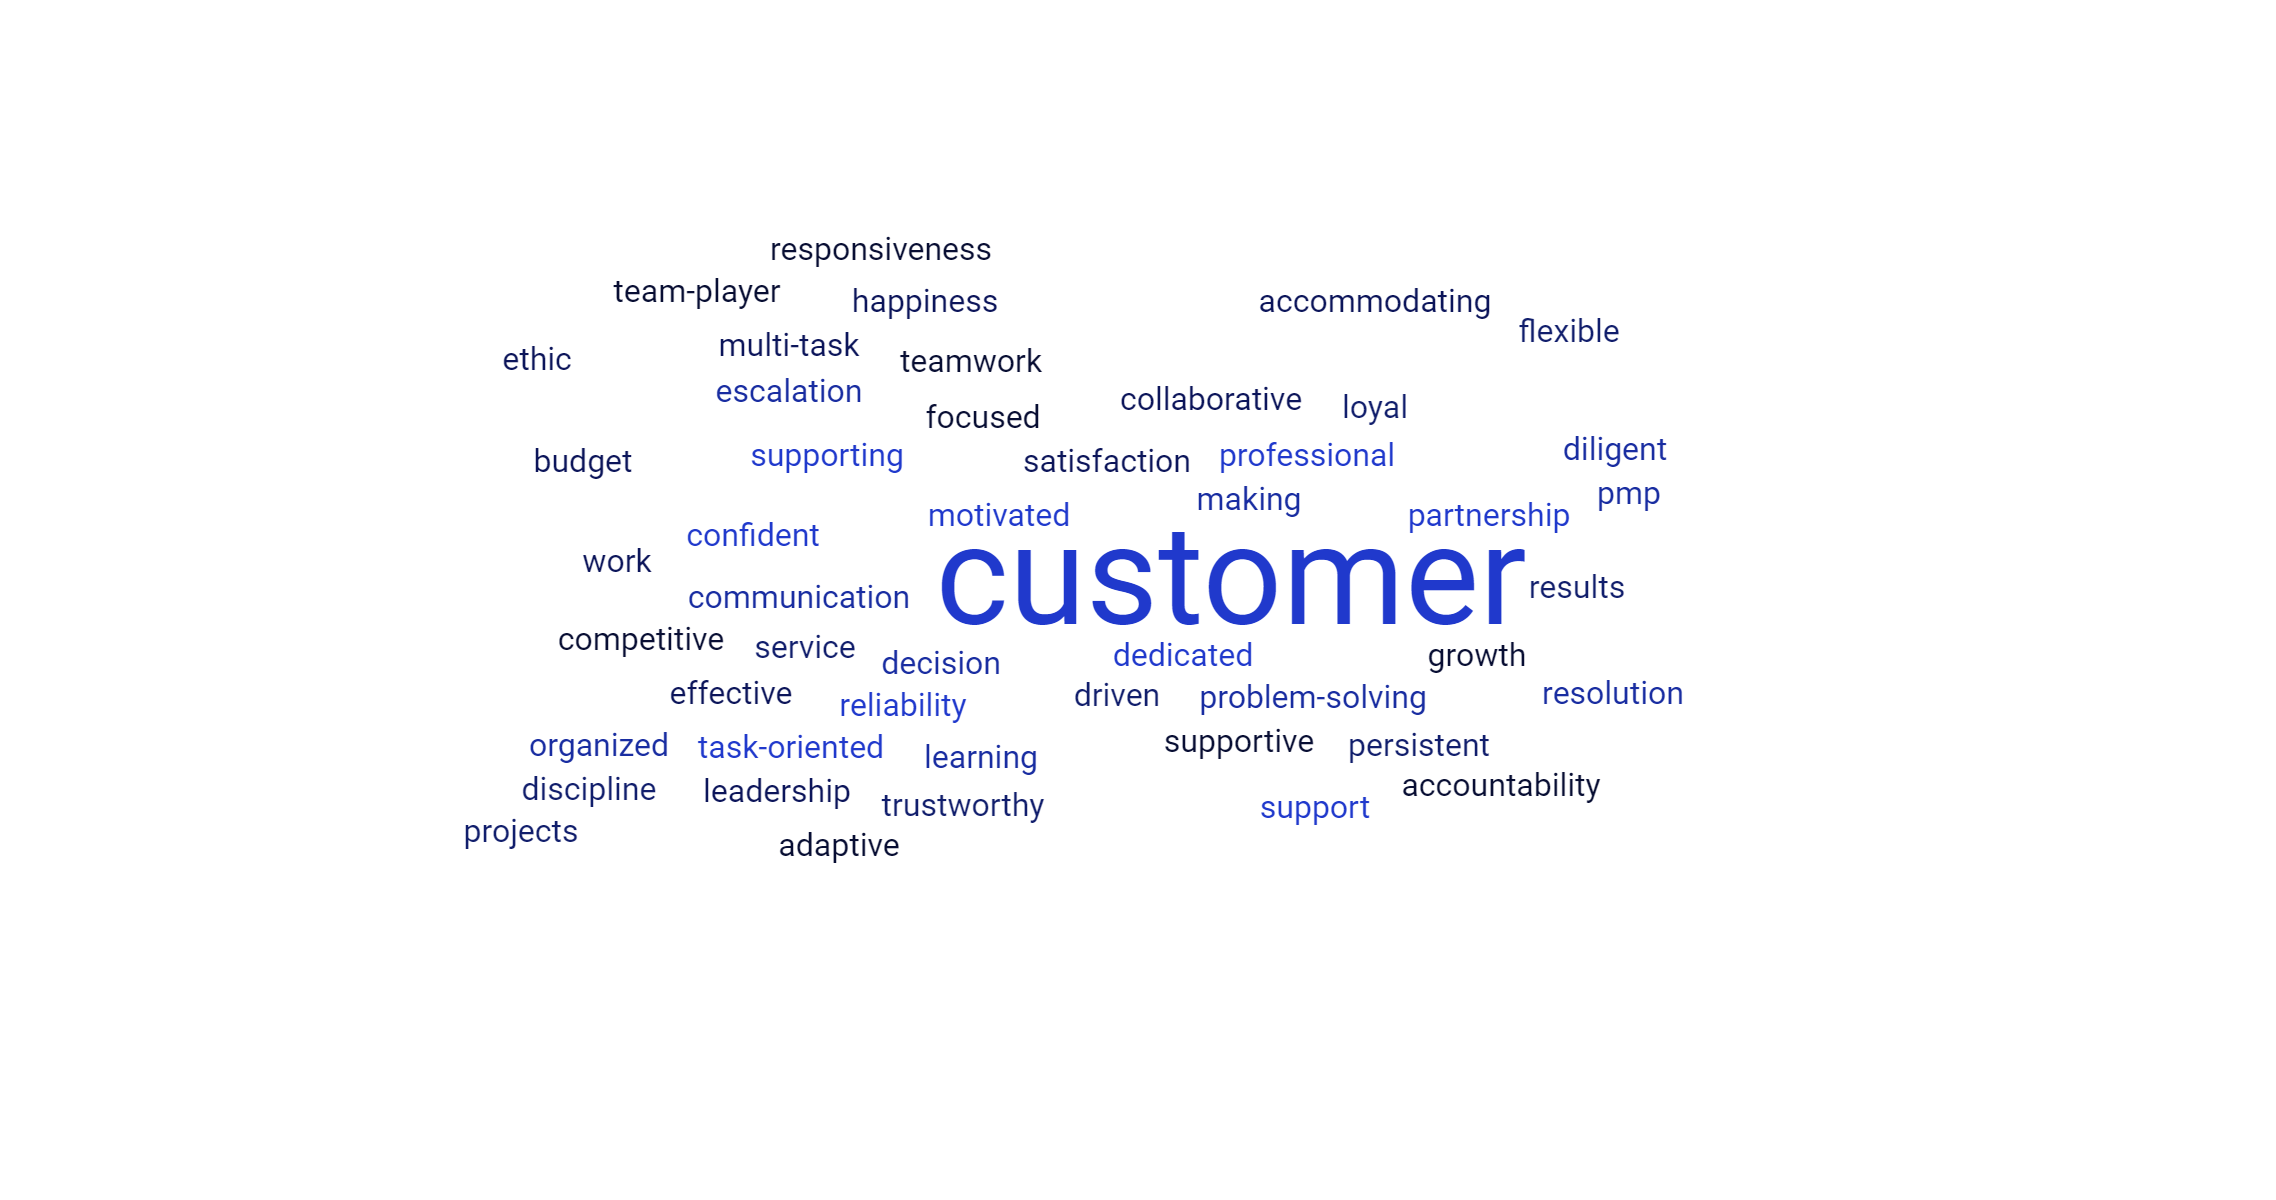 responsiveness
team-player
happiness
accommodating
flexible
ethic
multi-task
teamwork
escalation
focused
collaborative
loyal
budget
supporting
satisfaction
professional
diligent
making
pmp
confident
motivated
partnership
work
customer
communication
results
competitive
service
decision
dedicated
growth
effective
reliability
driven
problem-solving
resolution
organized
task-oriented
learning
supportive
persistent
discipline
leadership
trustworthy
support
accountability
projects
adaptive